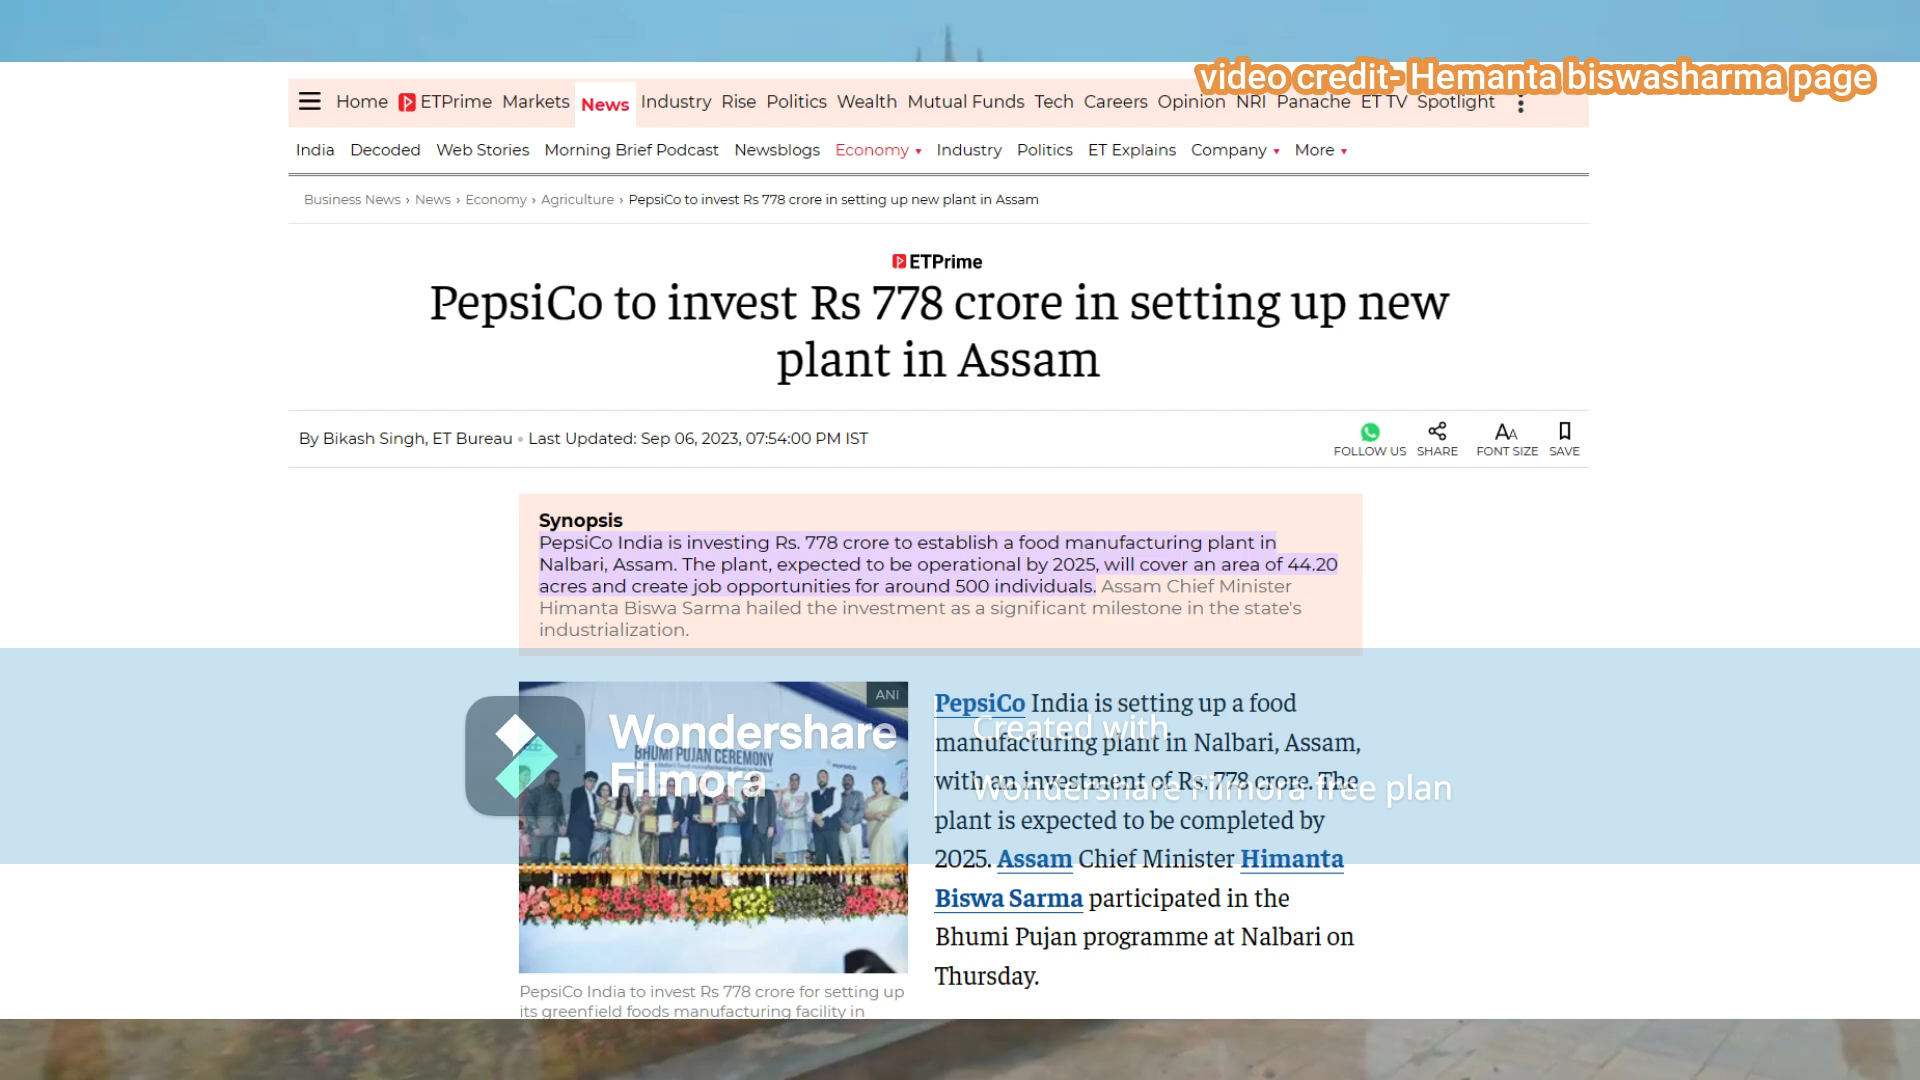 video credit- Hemanta biswasharma page
Home ETPrime Markets News Industry Rise Politics Wealth Mutual Funds Tech Careers Opinion NRI Panache ET TV Spotlight
India Decoded Web Stories Morning Brief Podcast Newsblogs Economy Industry Politics ET Explains Company More
Business News › News › Economy › Agriculture › PepsiCo to invest Rs 778 crore in setting up new plant in Assam
ETPrime
PepsiCo to invest Rs 778 crore in setting up new
plant in Assam
By Bikash Singh, ET Bureau • Last Updated: Sep 06, 2023, 07:54:00 PM IST
FOLLOW US SHARE FONT SIZE SAVE
Synopsis
PepsiCo India is investing Rs. 778 crore to establish a food manufacturing plant in
Nalbari, Assam. The plant, expected to be operational by 2025, will cover an area of 44.20
acres and create job opportunities for around 500 individuals. Assam Chief Minister
Himanta Biswa Sarma hailed the investment as a significant milestone in the state's
industrialization.
ANI
BHUMI PUJAN CEREMONY
Wondershare
Filmora
Created with
Wondershare Filmora free plan
PepsiCo India is setting up a food
manufacturing plant in Nalbari, Assam,
with an investment of Rs. 778 crore. The
plant is expected to be completed by
2025. Assam Chief Minister Himanta
Biswa Sarma participated in the
Bhumi Pujan programme at Nalbari on
Thursday.
PepsiCo India to invest Rs 778 crore for setting up
its greenfield foods manufacturing facility in